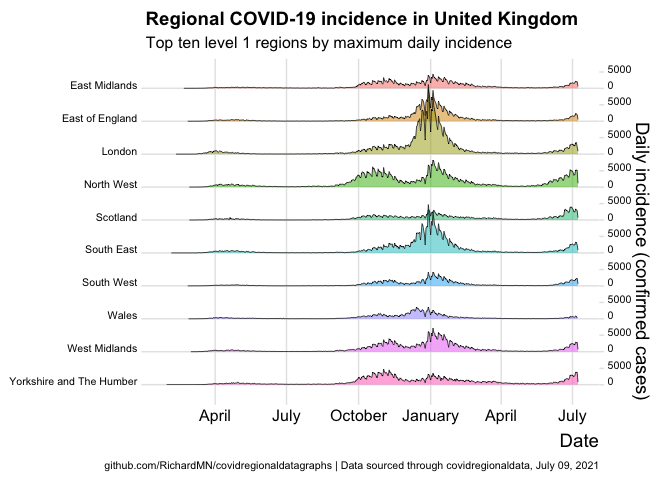 Regional COVID-19 incidence in United Kingdom
Top ten level 1 regions by maximum daily incidence
East Midlands
5000
0
East of England
5000
0
London
5000
0
North West
5000
0
Scotland
5000
0
South East
5000
0
South West
5000
0
Wales
5000
0
West Midlands
5000
0
Yorkshire and The Humber
5000
0
Daily incidence (confirmed cases)
April July October January April July
Date
github.com/RichardMN/covidregionaldatagraphs | Data sourced through covidregionaldata, July 09, 2021